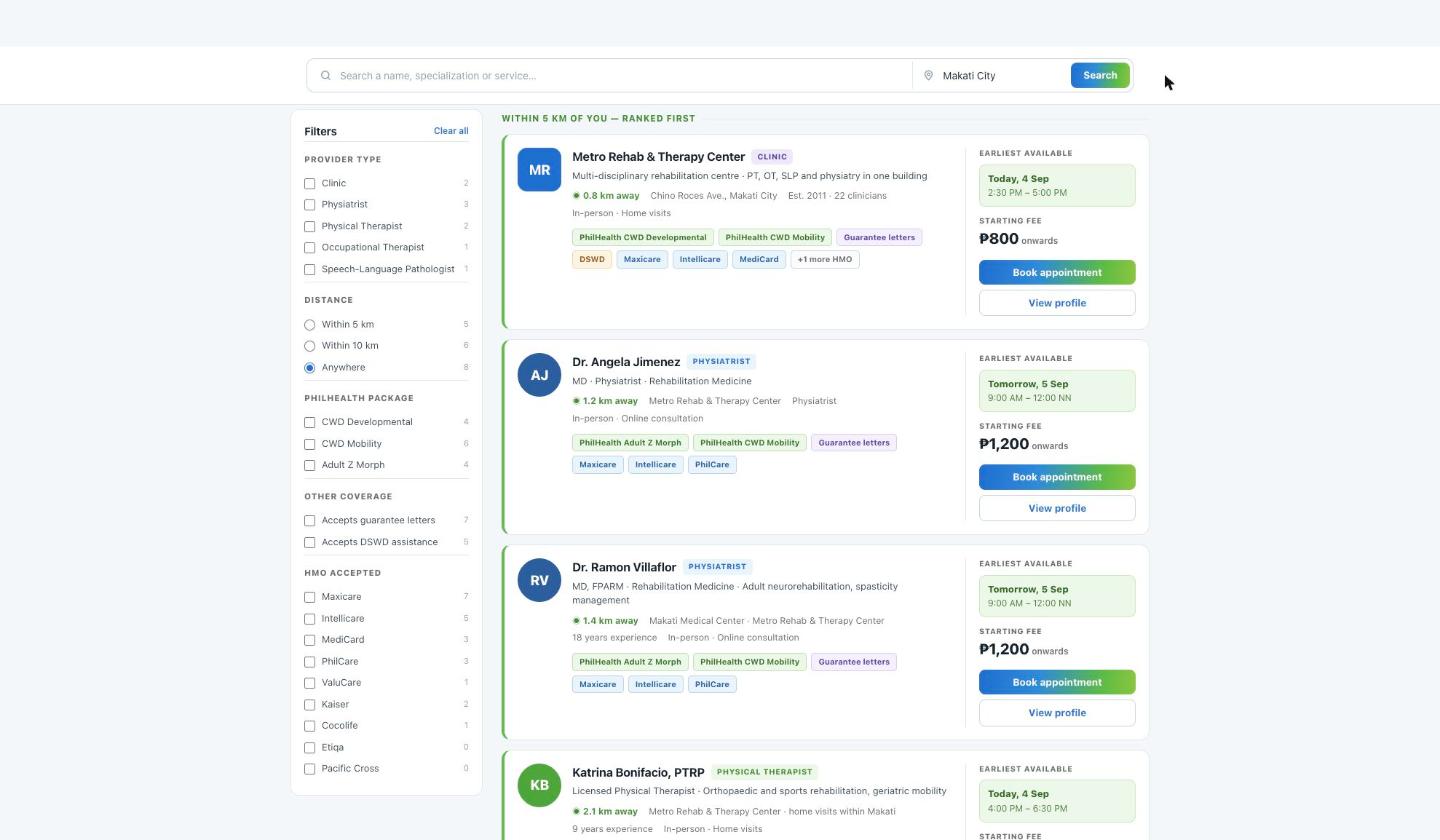 Search a name, specialization or service...
Makati City
Search
Filters
Clear all
PROVIDER TYPE
Clinic 2
Physiatrist 3
Physical Therapist 2
Occupational Therapist 1
Speech-Language Pathologist 1
DISTANCE
Within 5 km 5
Within 10 km 6
Anywhere 8
PHILHEALTH PACKAGE
CWD Developmental 4
CWD Mobility 6
Adult Z Morph 4
OTHER COVERAGE
Accepts guarantee letters 7
Accepts DSWD assistance 5
HMO ACCEPTED
Maxicare 7
Intellicare 5
MediCard 3
PhilCare 3
ValuCare 1
Kaiser 2
Cocolife 1
Etiqa 0
Pacific Cross 0
WITHIN 5 KM OF YOU — RANKED FIRST
MR
Metro Rehab & Therapy Center CLINIC
Multi-disciplinary rehabilitation centre · PT, OT, SLP and physiatry in one building
0.8 km away Chino Roces Ave., Makati City Est. 2011 · 22 clinicians
In-person · Home visits
PhilHealth CWD Developmental PhilHealth CWD Mobility Guarantee letters
DSWD Maxicare Intellicare MediCard +1 more HMO
EARLIEST AVAILABLE
Today, 4 Sep
2:30 PM – 5:00 PM
STARTING FEE
₱800 onwards
Book appointment
View profile
AJ
Dr. Angela Jimenez PHYSIATRIST
MD · Physiatrist · Rehabilitation Medicine
1.2 km away Metro Rehab & Therapy Center Physiatrist
In-person · Online consultation
PhilHealth Adult Z Morph PhilHealth CWD Mobility Guarantee letters
Maxicare Intellicare PhilCare
EARLIEST AVAILABLE
Tomorrow, 5 Sep
9:00 AM – 12:00 NN
STARTING FEE
₱1,200 onwards
Book appointment
View profile
RV
Dr. Ramon Villaflor PHYSIATRIST
MD, FPARM · Rehabilitation Medicine · Adult neurorehabilitation, spasticity
management
1.4 km away Makati Medical Center · Metro Rehab & Therapy Center
18 years experience In-person · Online consultation
PhilHealth Adult Z Morph PhilHealth CWD Mobility Guarantee letters
Maxicare Intellicare PhilCare
EARLIEST AVAILABLE
Tomorrow, 5 Sep
9:00 AM – 12:00 NN
STARTING FEE
₱1,200 onwards
Book appointment
View profile
KB
Katrina Bonifacio, PTRP PHYSICAL THERAPIST
Licensed Physical Therapist · Orthopaedic and sports rehabilitation, geriatric mobility
2.1 km away Metro Rehab & Therapy Center · home visits within Makati
9 years experience In-person · Home visits
EARLIEST AVAILABLE
Today, 4 Sep
4:00 PM – 6:30 PM
STARTING FEE